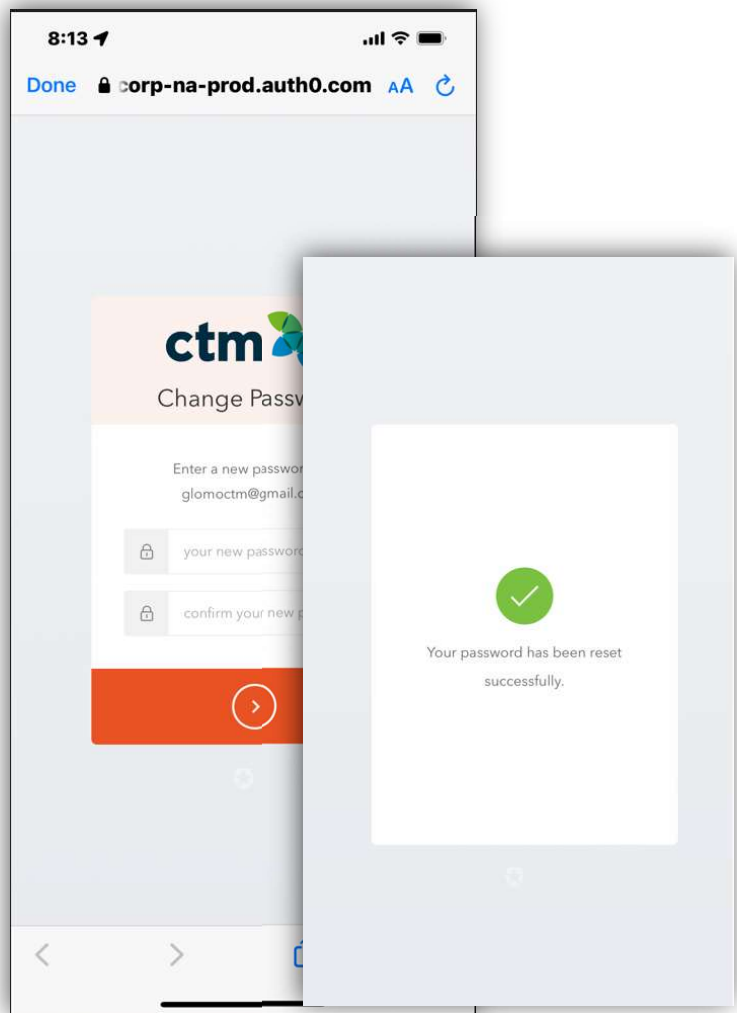 8:13
Done corp-na-prod.auth0.com AA
ctm
Change Passw
Enter a new passwor
glomoctm@gmail.c
your new password
confirm your new p
Your password has been reset
successfully.